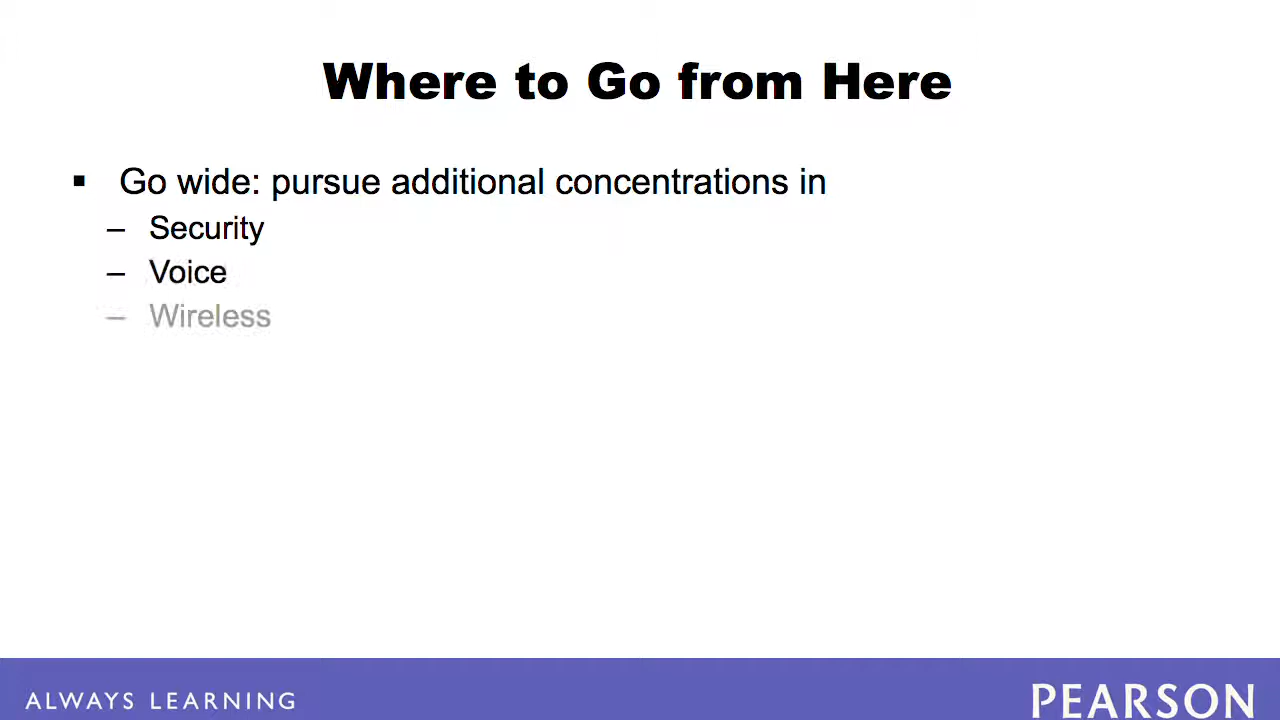 Where to Go from Here
▪ Go wide: pursue additional concentrations in
– Security
– Voice
– Wireless
ALWAYS LEARNING
PEARSON